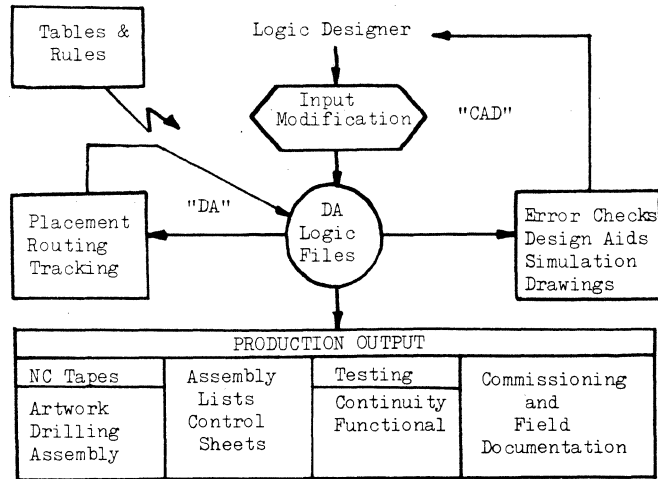 Tables &
Rules
Logic Designer
Input
Modification
"CAD"
"DA"
Placement
Routing
Tracking
DA
Logic
Files
Error Checks
Design Aids
Simulation
Drawings
PRODUCTION OUTPUT
NC Tapes
Artwork
Drilling
Assembly
Assembly
Lists
Control
Sheets
Testing
Continuity
Functional
Commissioning
and
Field
Documentation